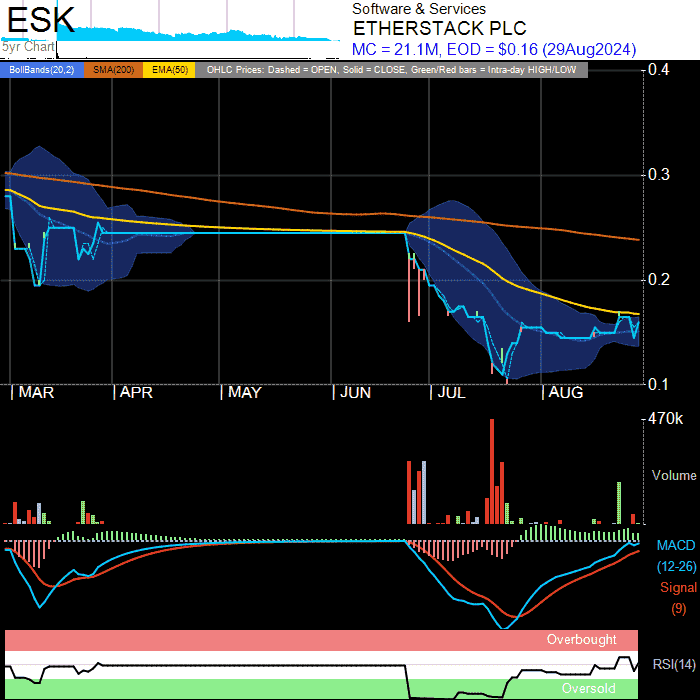 ESK
5yr Chart
Software & Services
ETHERSTACK PLC
MC = 21.1M, EOD = $0.16 (29Aug2024)
BollBands(20,2) SMA(200) EMA(50) OHLC Prices: Dashed = OPEN, Solid = CLOSE, Green/Red bars = Intra-day HIGH/LOW
0.4
0.3
0.2
0.1
MAR APR MAY JUN JUL AUG
470k
Volume
MACD
(12-26)
Signal
(9)
Overbought
RSI(14)
Oversold